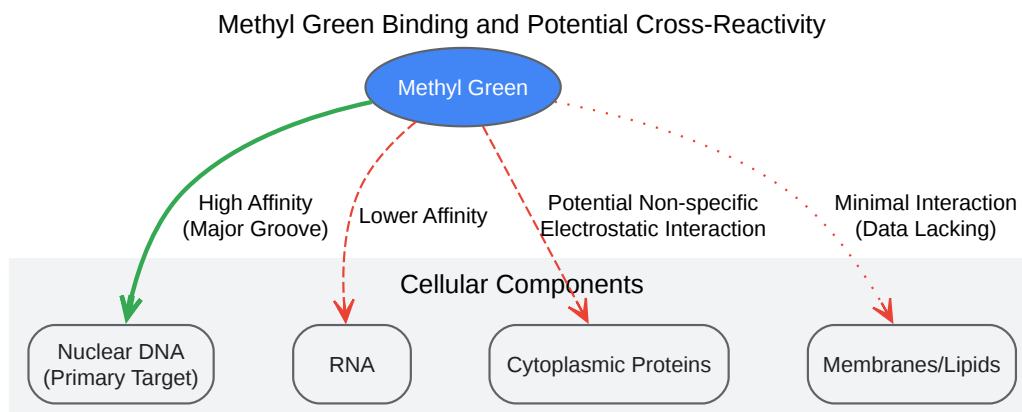 Methyl Green Binding and Potential Cross-Reactivity
Methyl Green
High Affinity
(Major Groove)
Lower Affinity
Potential Non-specific
Electrostatic Interaction
Minimal Interaction
(Data Lacking)
Cellular Components
Nuclear DNA
(Primary Target)
RNA
Cytoplasmic Proteins
Membranes/Lipids